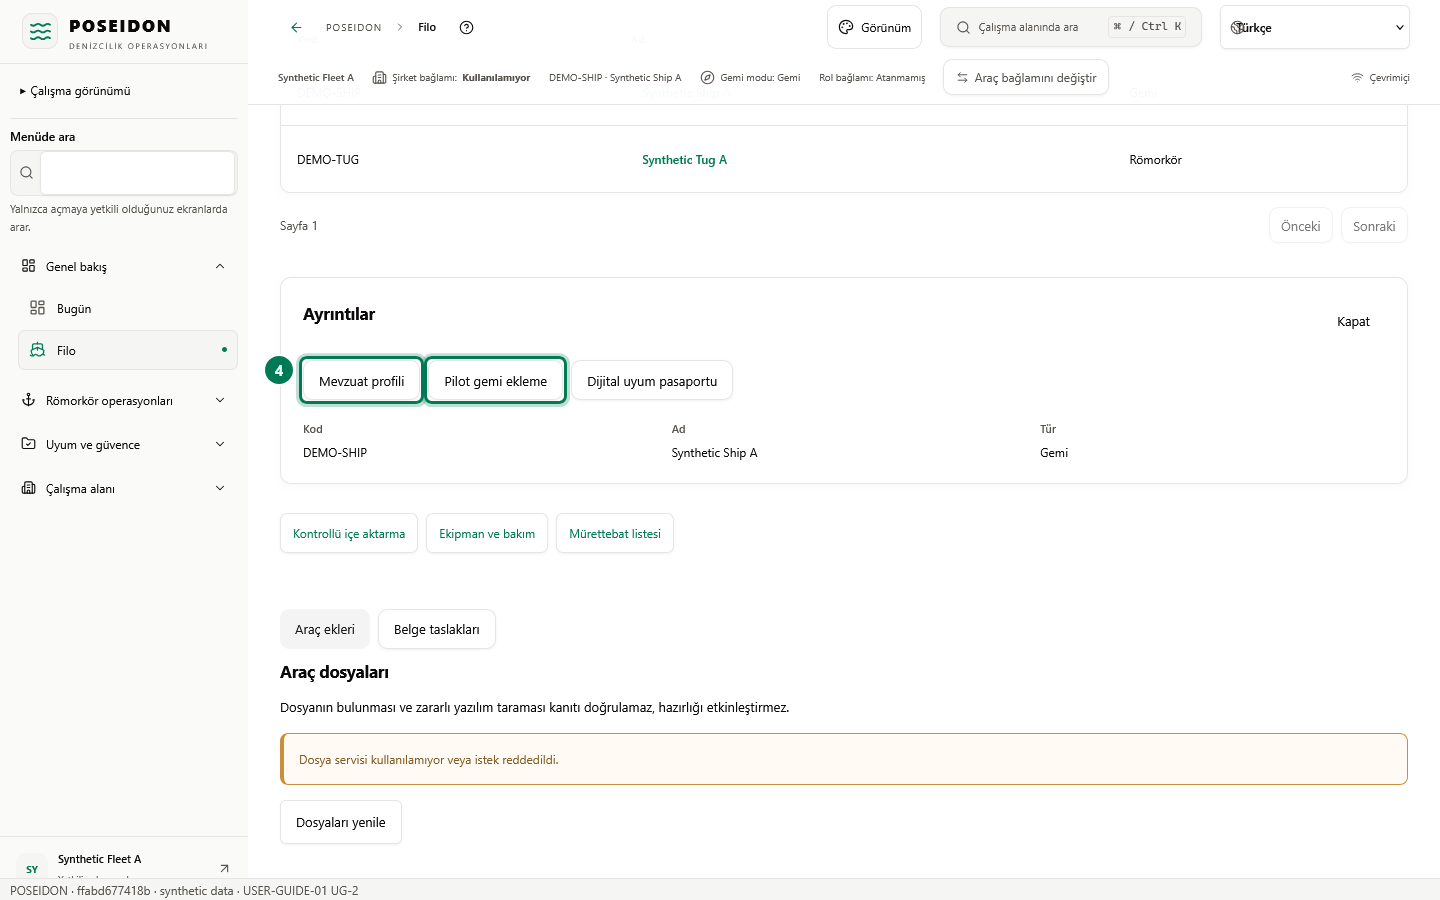 POSEIDON
DENİZCİLİK OPERASYONLARI
▸ Çalışma görünümü
Menüde ara
Yalnızca açmaya yetkili olduğunuz ekranlarda
arar.
Genel bakış
Bugün
Filo
Römorkör operasyonları
Uyum ve güvence
Çalışma alanı
SY
Synthetic Fleet A
POSEIDON
Filo
Görünüm
Çalışma alanında ara
⌘ / Ctrl K
Türkçe
Synthetic Fleet A
Şirket bağlamı: Kullanılamıyor
DEMO-SHIP · Synthetic Ship A
Gemi modu: Gemi
Rol bağlamı: Atanmamış
Araç bağlamını değiştir
Çevrimiçi
DEMO-SHIP
Synthetic Ship A
Gemi
DEMO-TUG
Synthetic Tug A
Römorkör
Sayfa 1
Önceki
Sonraki
Ayrıntılar
Kapat
4
Mevzuat profili
Pilot gemi ekleme
Dijital uyum pasaportu
Kod
Ad
Tür
DEMO-SHIP
Synthetic Ship A
Gemi
Kontrollü içe aktarma
Ekipman ve bakım
Mürettebat listesi
Araç ekleri
Belge taslakları
Araç dosyaları
Dosyanın bulunması ve zararlı yazılım taraması kanıtı doğrulamaz, hazırlığı etkinleştirmez.
Dosya servisi kullanılamıyor veya istek reddedildi.
Dosyaları yenile
POSEIDON · ffabd677418b · synthetic data · USER-GUIDE-01 UG-2